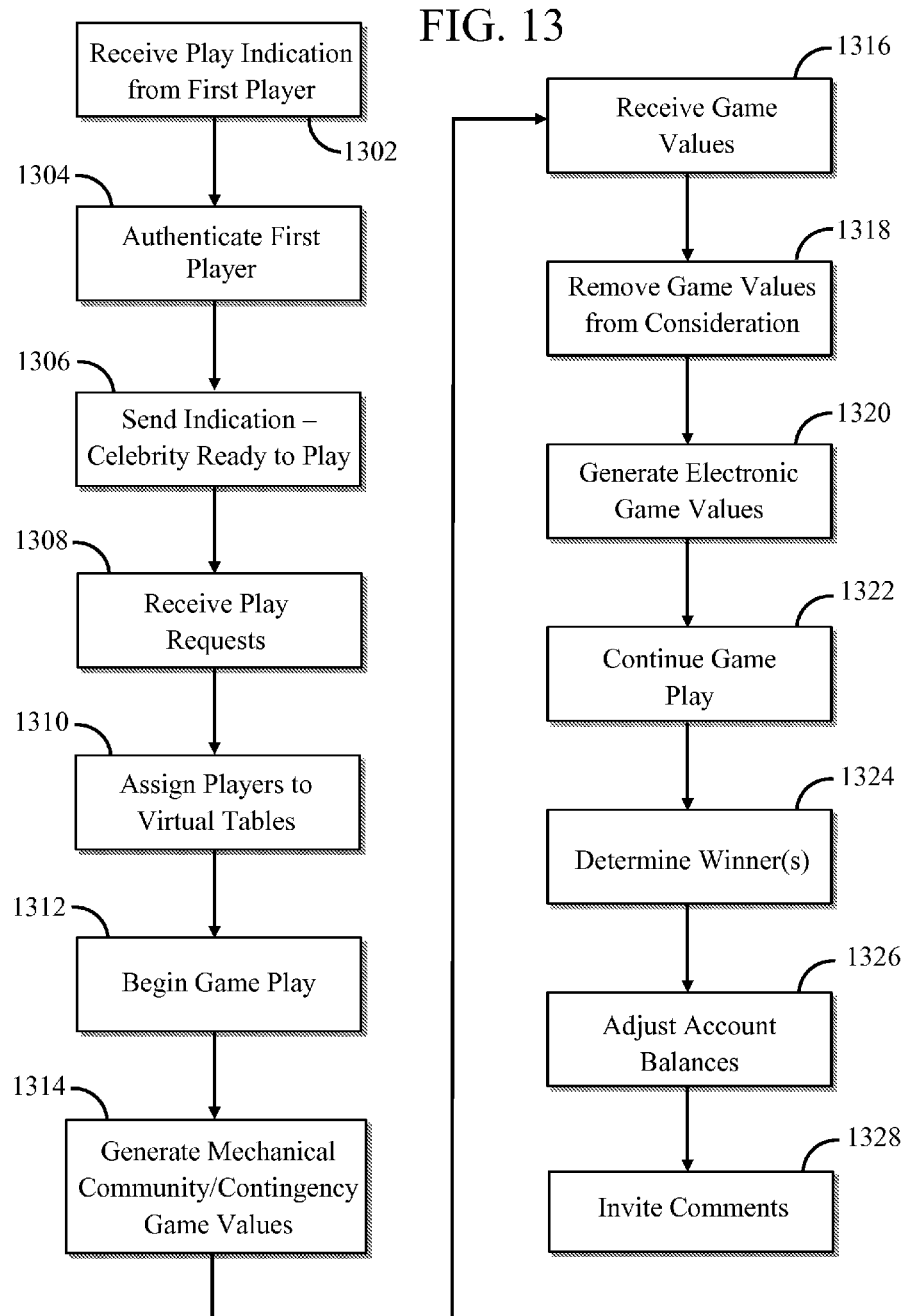 FIG. 13
Receive Play Indication
from First Player
1302
1304
Authenticate First
Player
1306
Send Indication –
Celebrity Ready to Play
1308
Receive Play
Requests
1310
Assign Players to
Virtual Tables
1312
Begin Game Play
1314
Generate Mechanical
Community/Contingency
Game Values
1316
Receive Game
Values
1318
Remove Game Values
from Consideration
1320
Generate Electronic
Game Values
1322
Continue Game
Play
1324
Determine Winner(s)
1326
Adjust Account
Balances
1328
Invite Comments